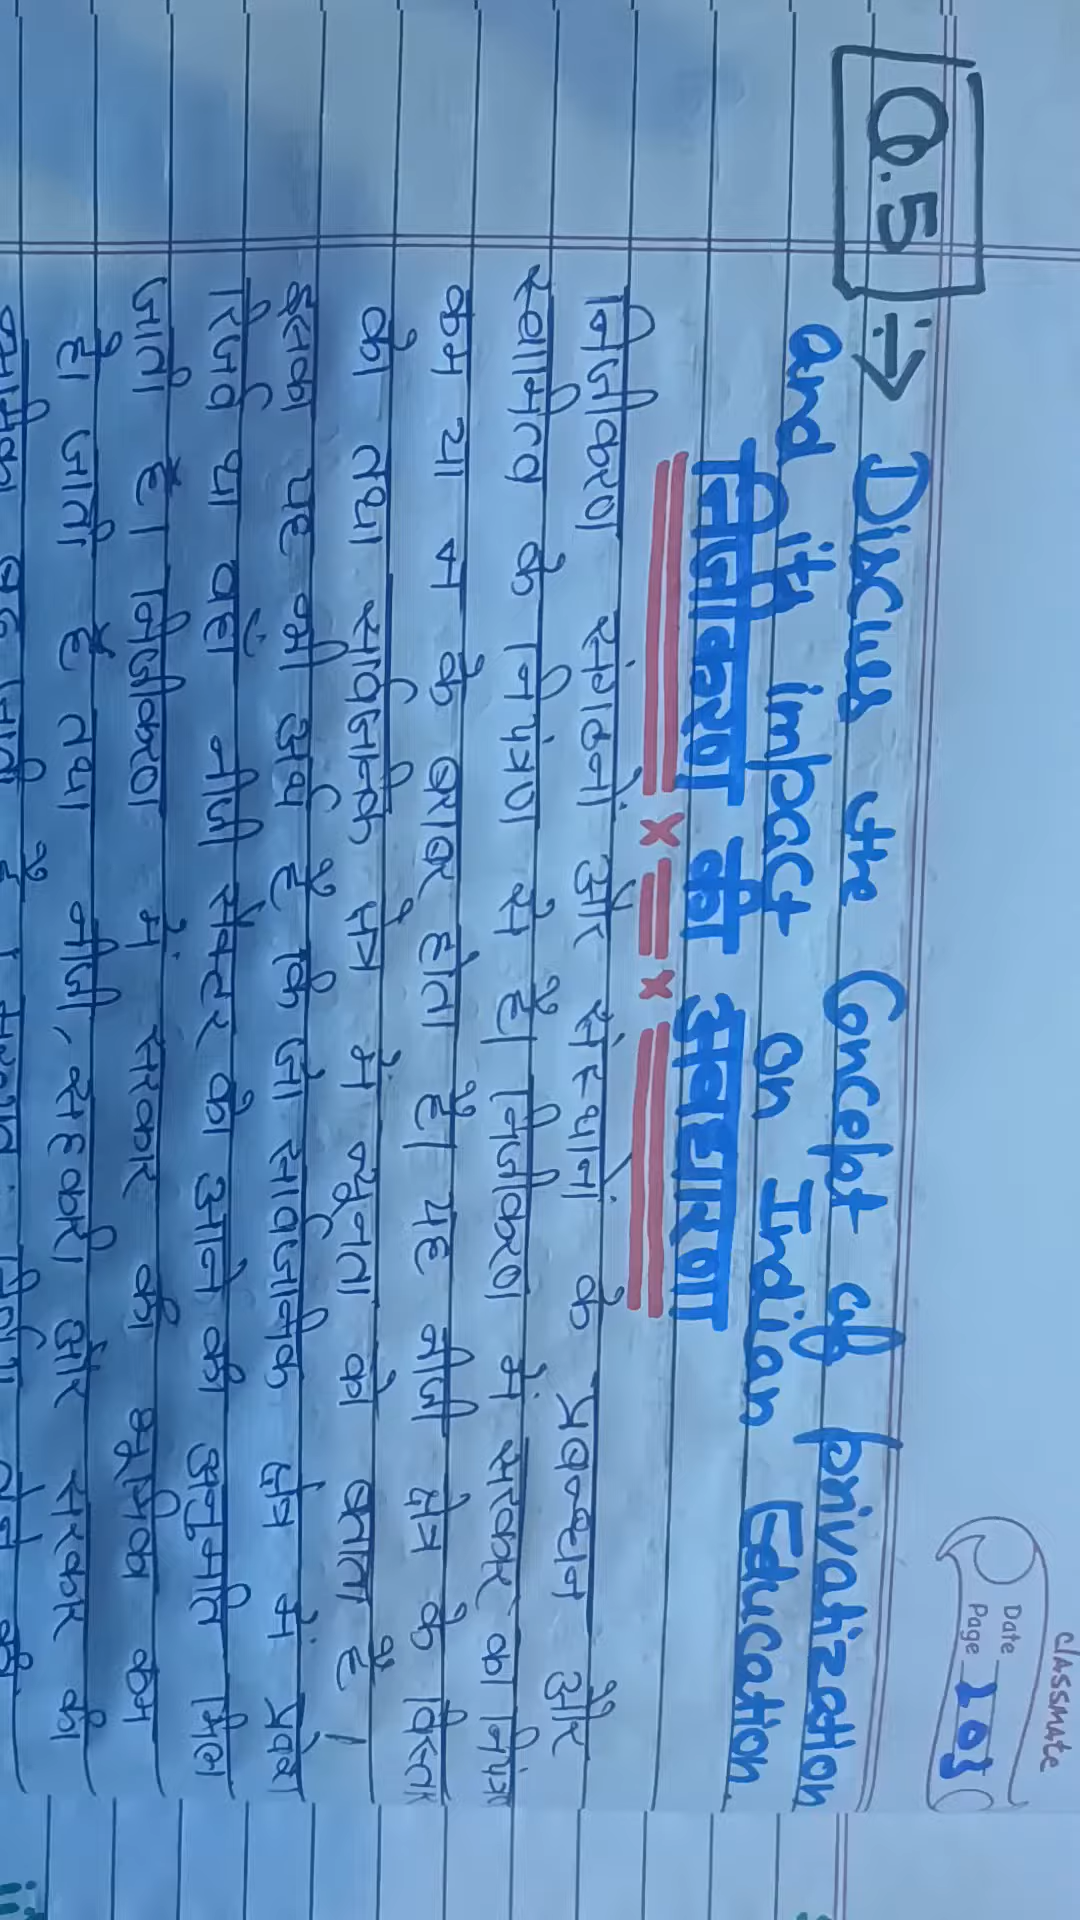 classmate
Date
Page 103
Q.5 → Discuss the Concept of privatization
and its impact on Indian Education.
निजीकरण की अवधारणा
निजीकरण संगठनों और संस्थानों के प्रबन्धन और
स्वामित्व के नियंत्रण से है। निजीकरण में सरकार का नियंत्रण
कम या न के बराबर होता है। यह नीजी क्षेत्र के विस्तार
को तथा सार्वजनिक क्षेत्र में न्यूनता को बताता है।
इसका यह भी अर्थ है कि जो सार्वजनिक क्षेत्र में प्रवेश
रिजर्व था वहां नीजी सेक्टर को आने की अनुमति मिल
जाती है। निजीकरण में सरकार की भूमिका कम
हो जाती है तथा नीजी, सहकारी और सरकार की